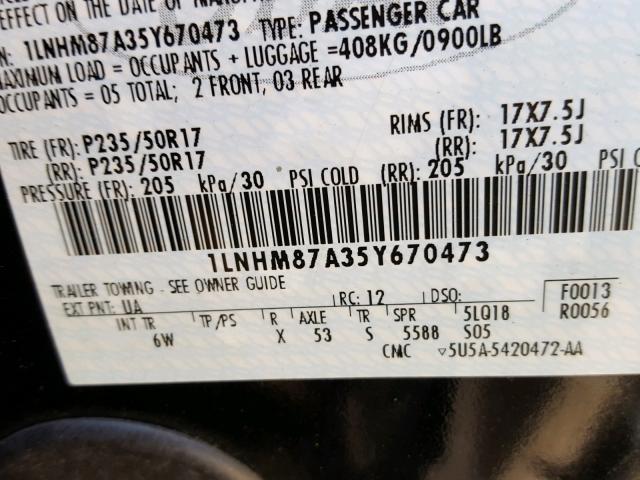 EFFECT ON THE DATE OF
N: 1LNHM87A35Y670473 TYPE: PASSENGER CAR
MAXIMUM LOAD = OCCUPANTS + LUGGAGE =408KG/0900LB
OCCUPANTS = 05 TOTAL; 2 FRONT, 03 REAR
TIRE (FR): P235/50R17 RIMS (FR): 17X7.5J
(RR): P235/50R17 (RR): 17X7.5J
PRESSURE (FR): 205 kPa/30 PSI COLD (RR): 205 kPa/30 PSI CO
1LNHM87A35Y670473
TRAILER TOWING - SEE OWNER GUIDE
EXT PNT: UA RC: 12 DSO: F0013
INT TR TP/PS R AXLE TR SPR 5LQ18 R0056
6W X 53 S 5588 S05
CMC ▽5U5A-5420472-AA